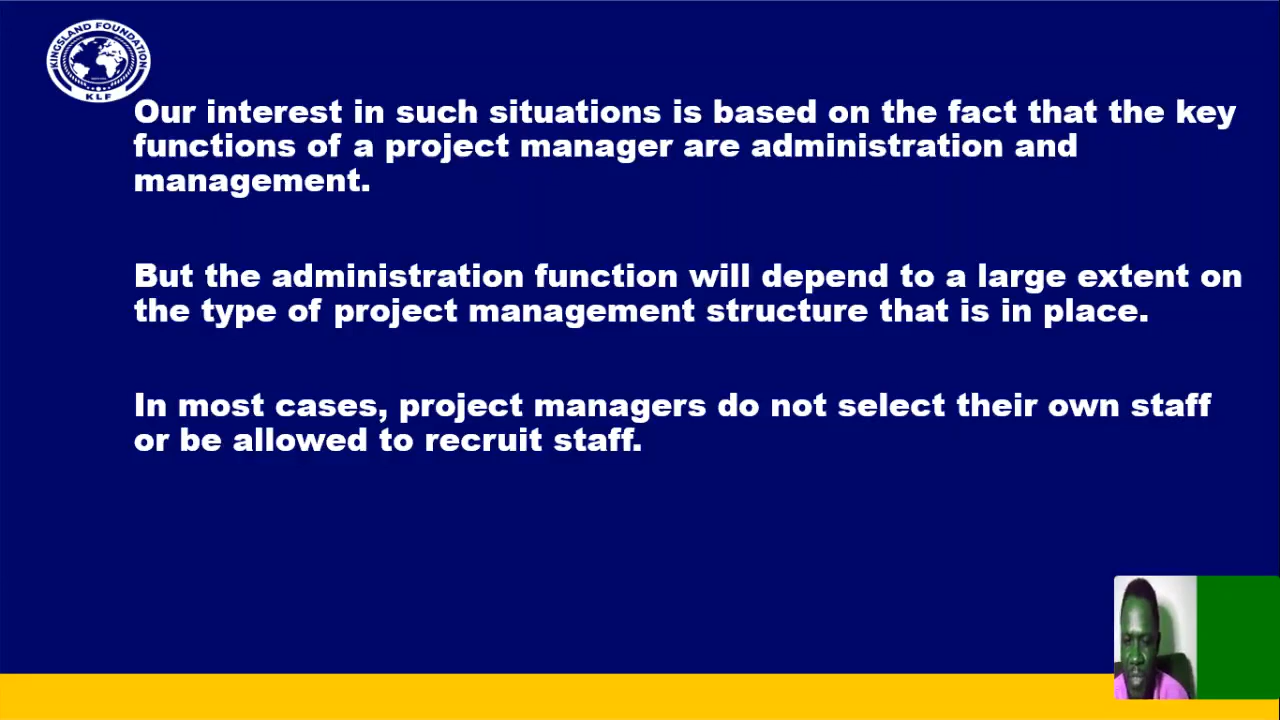 KINGSLAND FOUNDATION
KLF
Our interest in such situations is based on the fact that the key
functions of a project manager are administration and
management.
But the administration function will depend to a large extent on
the type of project management structure that is in place.
In most cases, project managers do not select their own staff
or be allowed to recruit staff.